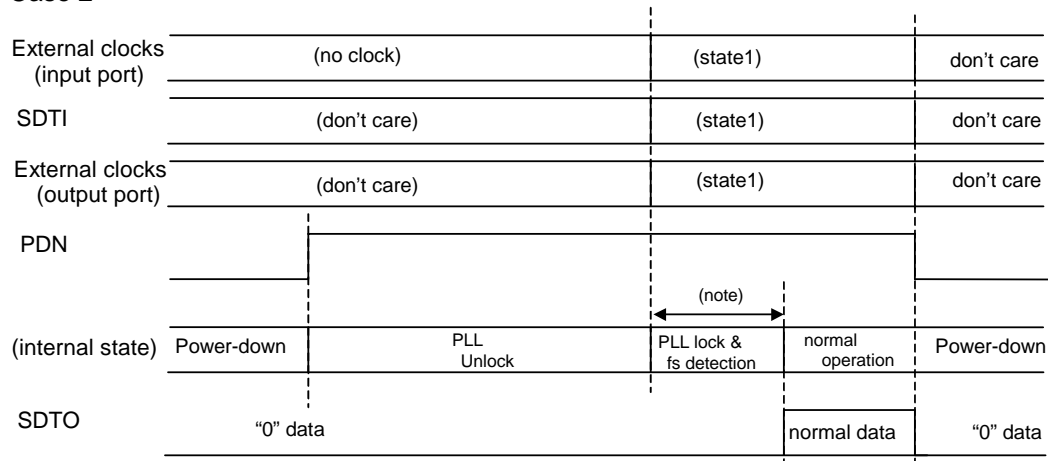 External clocks
(input port)
(no clock)
(state1)
don't care
SDTI
(don't care)
(state1)
don't care
External clocks
(output port)
(don't care)
(state1)
don't care
PDN
(note)
(internal state)
Power-down
PLL
Unlock
PLL lock &
fs detection
normal
operation
Power-down
SDTO
“0” data
normal data
“0” data